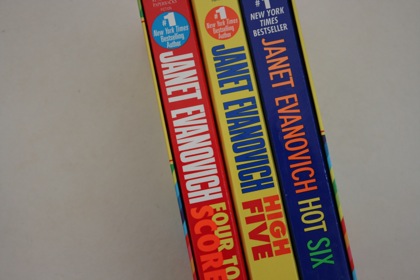 #1
New York Times
Bestselling
Author
JANET EVANOVICH
FOUR TO
SCORE
#1
New York Times
Bestselling
Author
JANET EVANOVICH
HIGH
FIVE
#1
NEW YORK
TIMES
BESTSELLER
JANET EVANOVICH HOT SIX